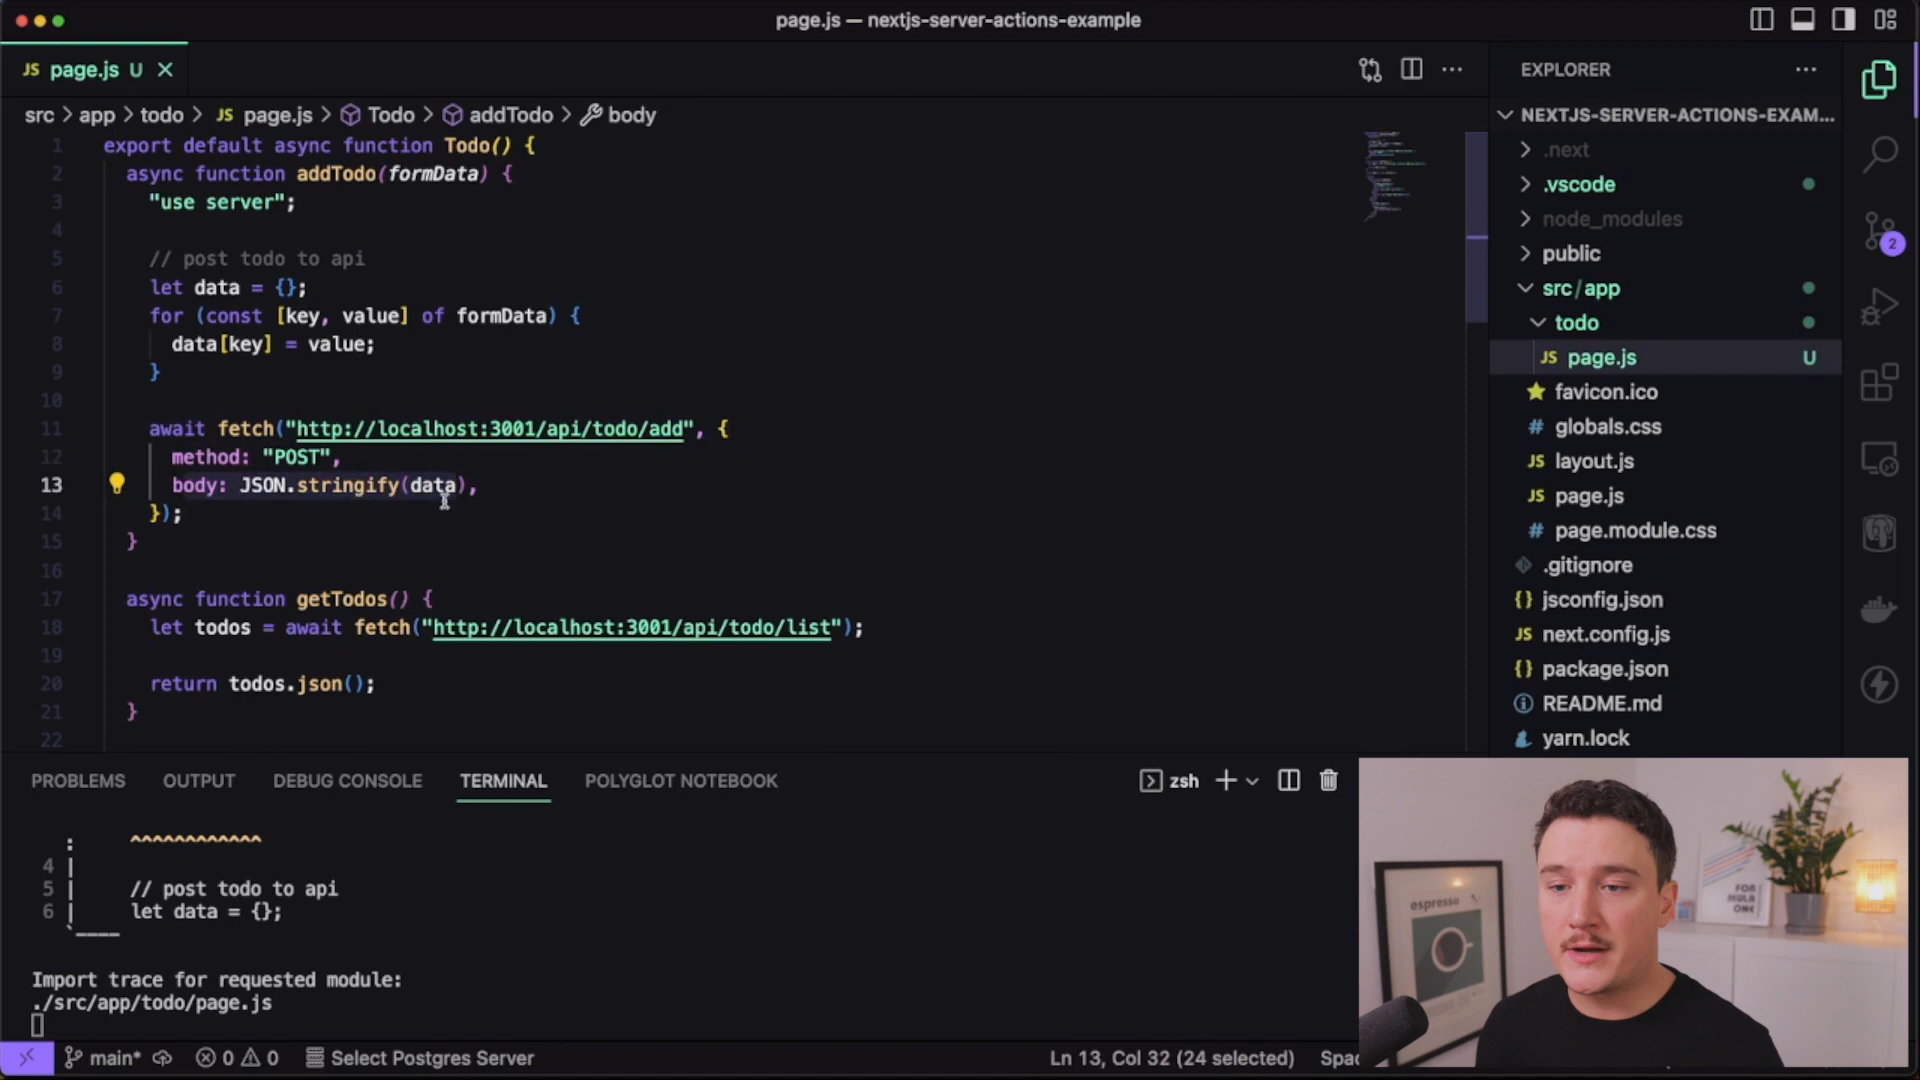 page.js — nextjs-server-actions-example
JS page.js U
src > app > todo > JS page.js > Todo > addTodo > body
1 export default async function Todo() {
2 async function addTodo(formData) {
3 "use server";
4
5 // post todo to api
6 let data = {};
7 for (const [key, value] of formData) {
8 data[key] = value;
9 }
10
11 await fetch("http://localhost:3001/api/todo/add", {
12 method: "POST",
13 body: JSON.stringify(data),
14 });
15 }
16
17 async function getTodos() {
18 let todos = await fetch("http://localhost:3001/api/todo/list");
19
20 return todos.json();
21 }
22
EXPLORER
NEXTJS-SERVER-ACTIONS-EXAM...
.next
.vscode
node_modules
public
src/app
todo
JS page.js U
favicon.ico
# globals.css
JS layout.js
JS page.js
# page.module.css
.gitignore
{} jsconfig.json
JS next.config.js
{} package.json
README.md
yarn.lock
2
PROBLEMS OUTPUT DEBUG CONSOLE TERMINAL POLYGLOT NOTEBOOK
zsh
: ^^^^^^^^^^^^
4 |
5 | // post todo to api
6 | let data = {};
`----
Import trace for requested module:
./src/app/todo/page.js
espresso
FOR
MULA
ONE
main* 0 0 Select Postgres Server
Ln 13, Col 32 (24 selected)